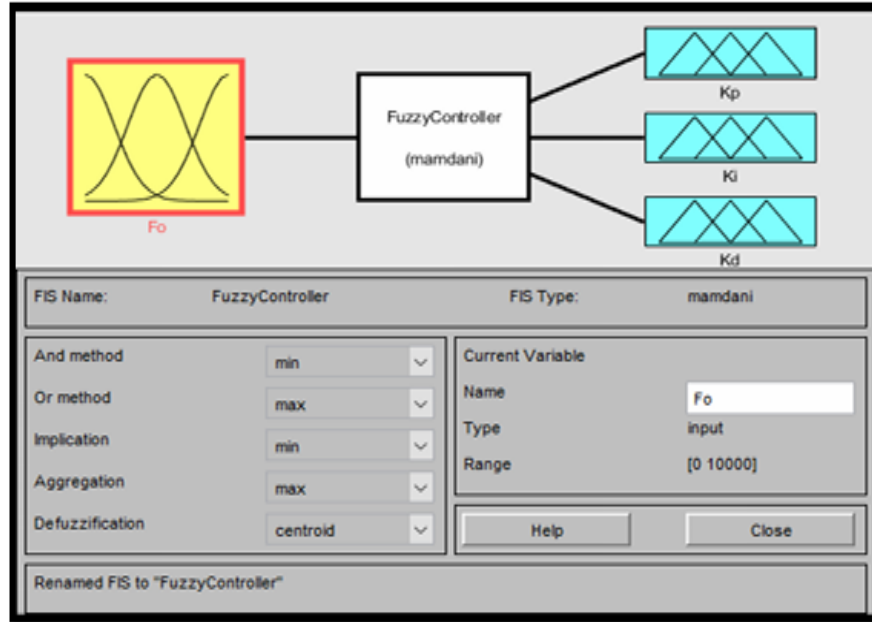 Fo
FuzzyController
(mamdani)
Kp
Ki
Kd
FIS Name: FuzzyController FIS Type: mamdani
And method min
Or method max
Implication min
Aggregation max
Defuzzification centroid
Current Variable
Name Fo
Type input
Range [0 10000]
Help Close
Renamed FIS to "FuzzyController"